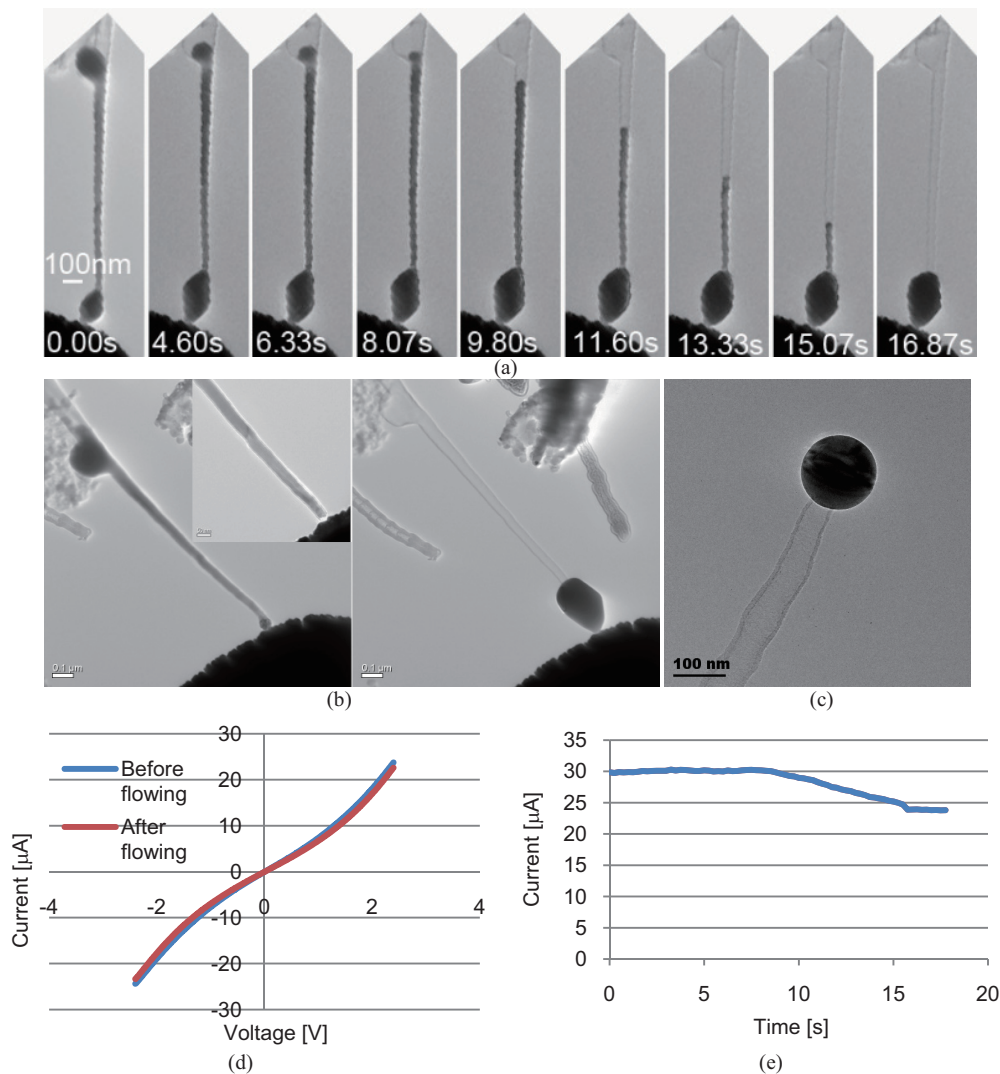 100nm
0.00s 4.60s 6.33s 8.07s 9.80s 11.60s 13.33s 15.07s 16.87s
(a)
0.1 µm
0.1 µm
100 nm
(b)
(c)
30
20
10
0
-10
-20
-30
-4 -2 0 2 4
Before
flowing
After
flowing
Current [µA]
Voltage [V]
(d)
35
30
25
20
15
10
5
0
0 5 10 15 20
Current [µA]
Time [s]
(e)